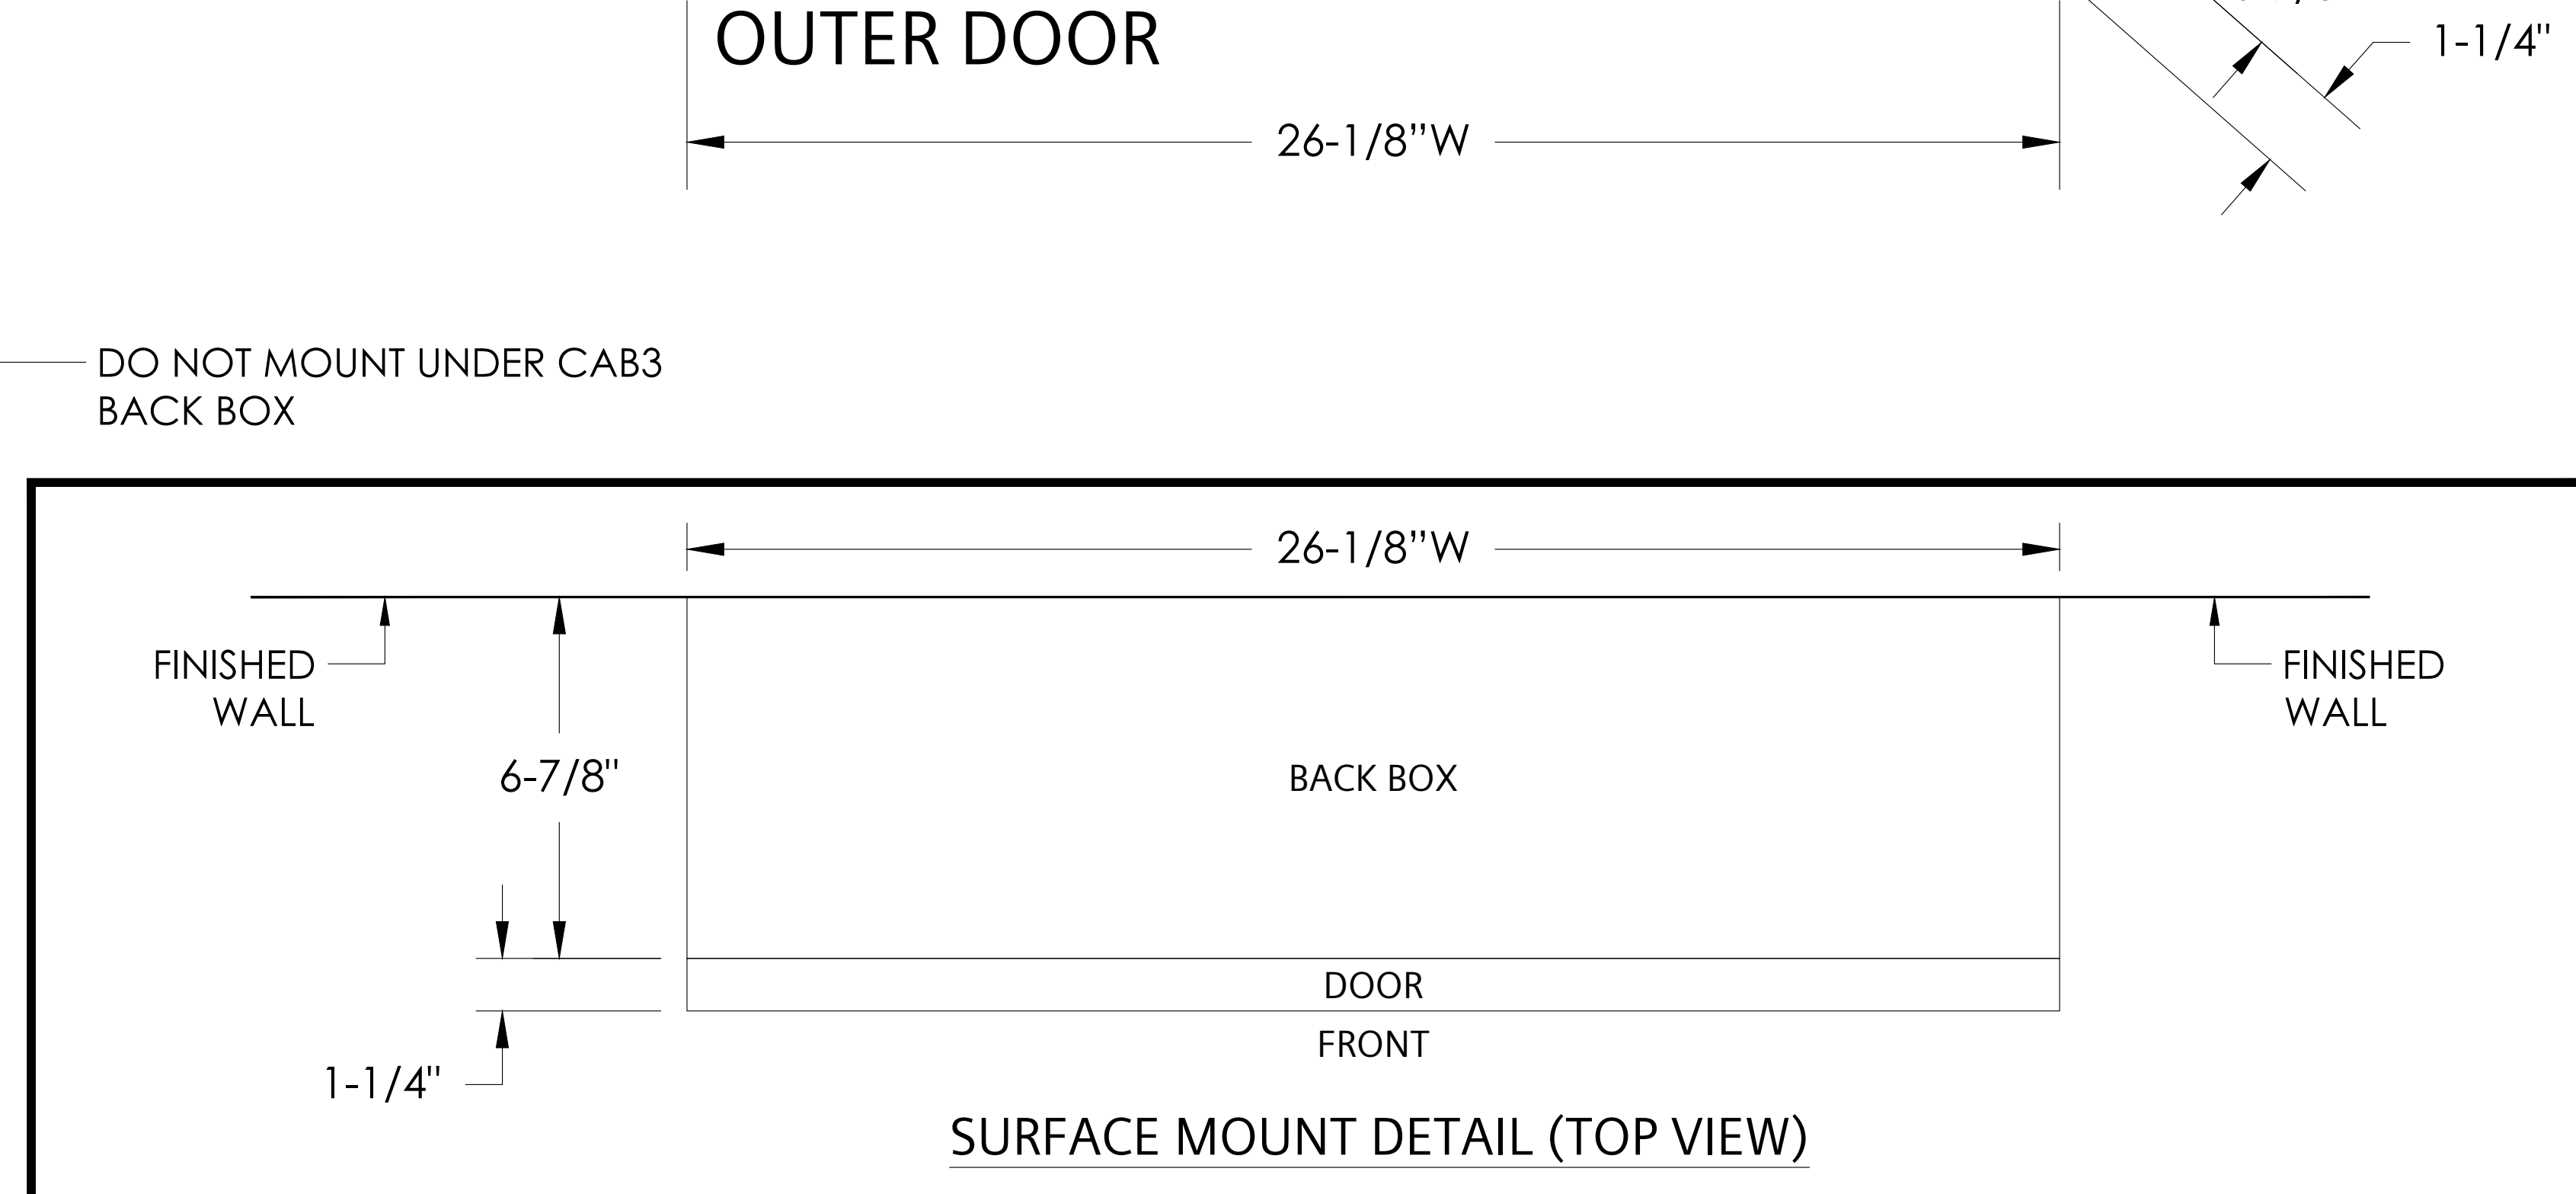 OUTER DOOR
1-1/4"
26-1/8”W
DO NOT MOUNT UNDER CAB3
BACK BOX
26-1/8”W
FINISHED
WALL
FINISHED
WALL
6-7/8"
BACK BOX
DOOR
FRONT
1-1/4"
SURFACE MOUNT DETAIL (TOP VIEW)